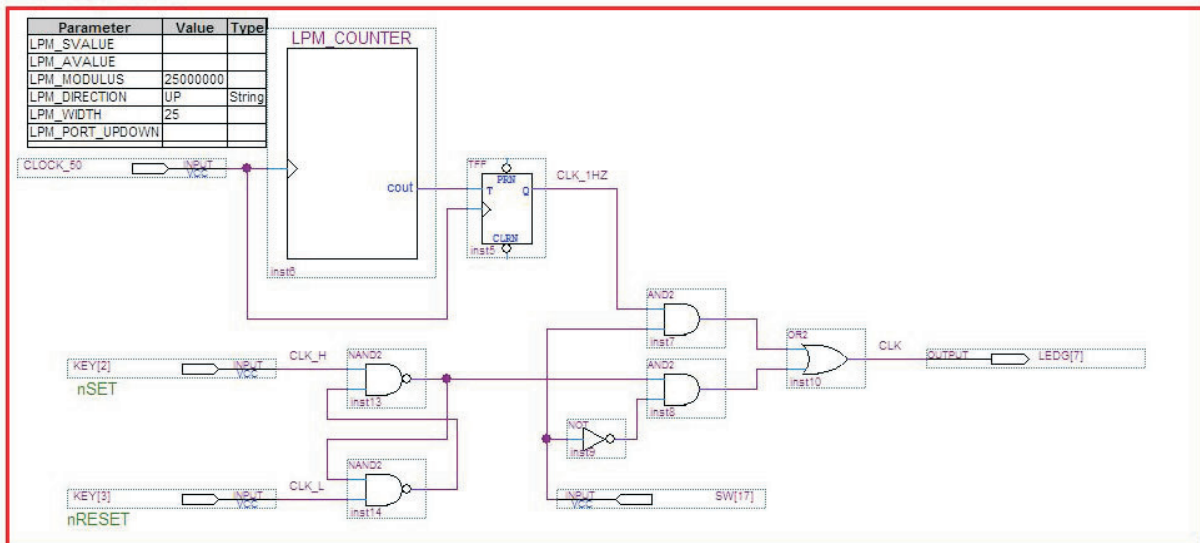 Parameter Value Type
LPM_SVALUE
LPM_AVALUE
LPM_MODULUS 25000000
LPM_DIRECTION UP String
LPM_WIDTH 25
LPM_PORT_UPDOWN
LPM_COUNTER
CLOCK_50 INPUT
VCC
cout
inst6
TFF
PRN
T Q
CLRN
inst5
CLK_1HZ
AND2
inst7
AND2
inst8
OR2
inst10
CLK
OUTPUT LEDG[7]
KEY[2] INPUT
VCC
CLK_H
nSET
NAND2
inst13
NOT
inst9
KEY[3] INPUT
VCC
CLK_L
nRESET
NAND2
inst14
INPUT
VCC
SW[17]